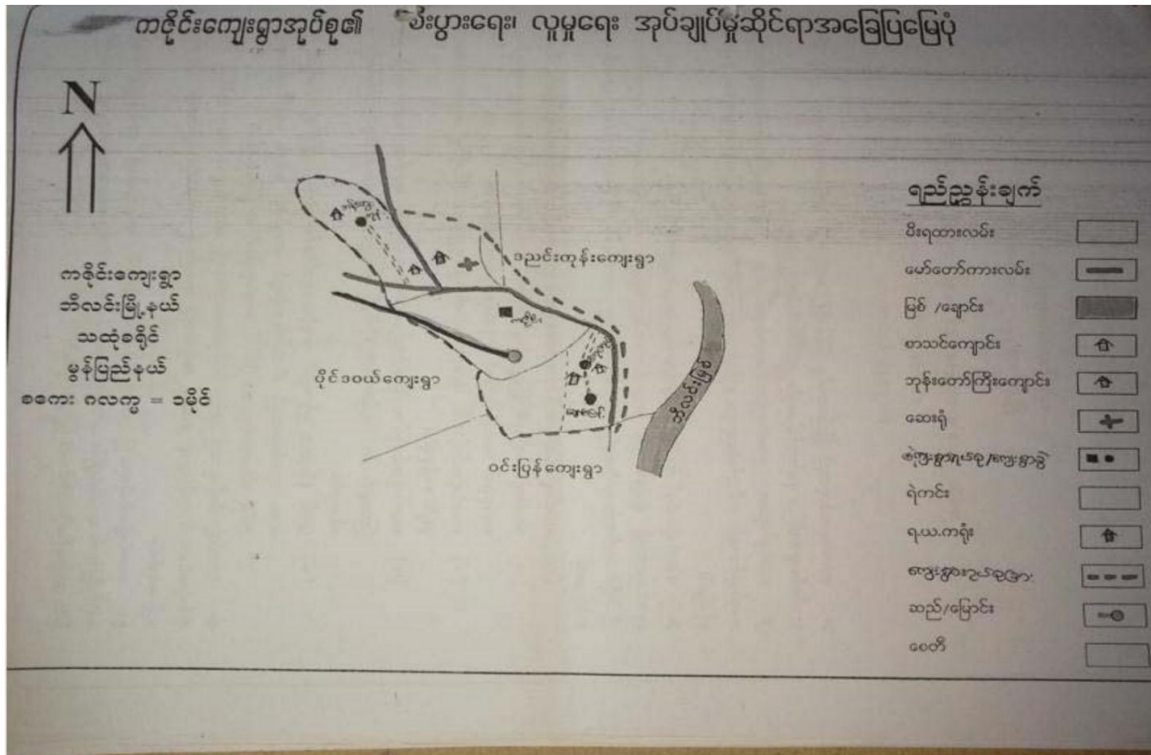 ကဇိုင်းကျေးရွာအုပ်စု၏ စီးပွားရေး၊ လူမှုရေး အုပ်ချုပ်မှုဆိုင်ရာအခြေပြမြေပုံ
N
ကဇိုင်းကျေးရွာ
ဘီလင်းမြို့နယ်
သထုံခရိုင်
မွန်ပြည်နယ်
စကေး ဂလက္မ = ၁မိုင်
ဒညင်းကုန်းကျေးရွာ
ပိုင်ဒဝယ်ကျေးရွာ
ဝင်းပြန်ကျေးရွာ
ဘီလင်းမြစ်
ရည်ညွှန်းချက်
မီးရထားလမ်း
မော်တော်ကားလမ်း
မြစ် /ချောင်း
စာသင်ကျောင်း
ဘုန်းတော်ကြီးကျောင်း
ဆေးရုံ
ရဲကင်း
ရ.ယ.ကရုံး
ဆည်/မြောင်း
စေတီ